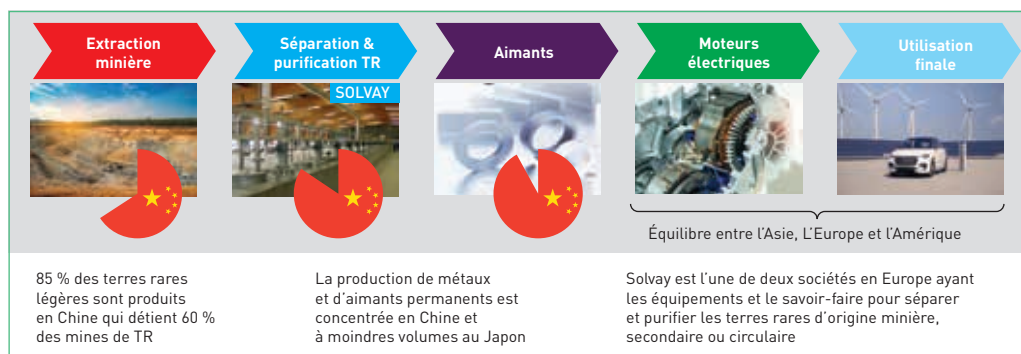 Extraction
minière
Séparation &
purification TR
Aimants
Moteurs
électriques
Utilisation
finale
SOLVAY
Équilibre entre l'Asie, L'Europe et l'Amérique
85 % des terres rares
légères sont produits
en Chine qui détient 60 %
des mines de TR
La production de métaux
et d'aimants permanents est
concentrée en Chine et
à moindres volumes au Japon
Solvay est l'une de deux sociétés en Europe ayant
les équipements et le savoir-faire pour séparer
et purifier les terres rares d'origine minière,
secondaire ou circulaire